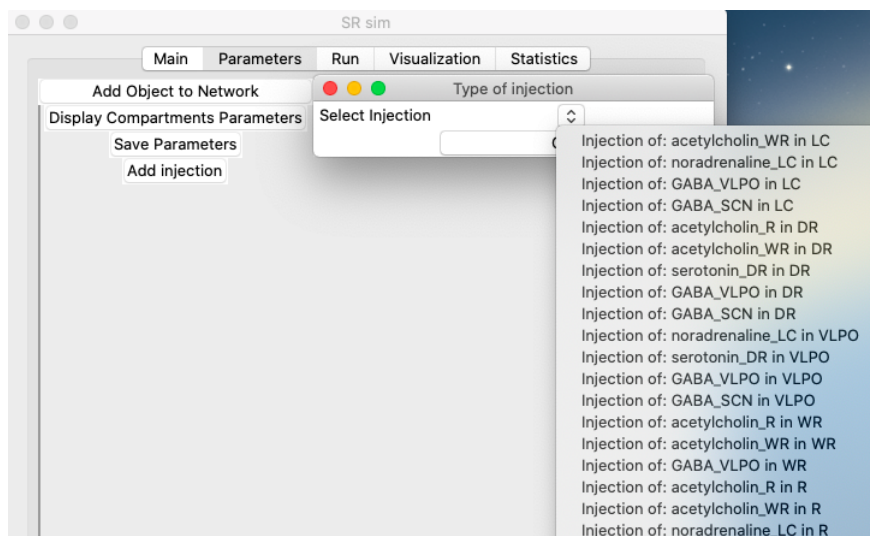 SR sim
Main Parameters Run Visualization Statistics
Add Object to Network
Type of injection
Display Compartments Parameters
Select Injection
Save Parameters
Add injection
Injection of: acetylcholin_WR in LC
Injection of: noradrenaline_LC in LC
Injection of: GABA_VLPO in LC
Injection of: GABA_SCN in LC
Injection of: acetylcholin_R in DR
Injection of: acetylcholin_WR in DR
Injection of: serotonin_DR in DR
Injection of: GABA_VLPO in DR
Injection of: GABA_SCN in DR
Injection of: noradrenaline_LC in VLPO
Injection of: serotonin_DR in VLPO
Injection of: GABA_VLPO in VLPO
Injection of: GABA_SCN in VLPO
Injection of: acetylcholin_R in WR
Injection of: acetylcholin_WR in WR
Injection of: GABA_VLPO in WR
Injection of: acetylcholin_R in R
Injection of: acetylcholin_WR in R
Injection of: noradrenaline_LC in R